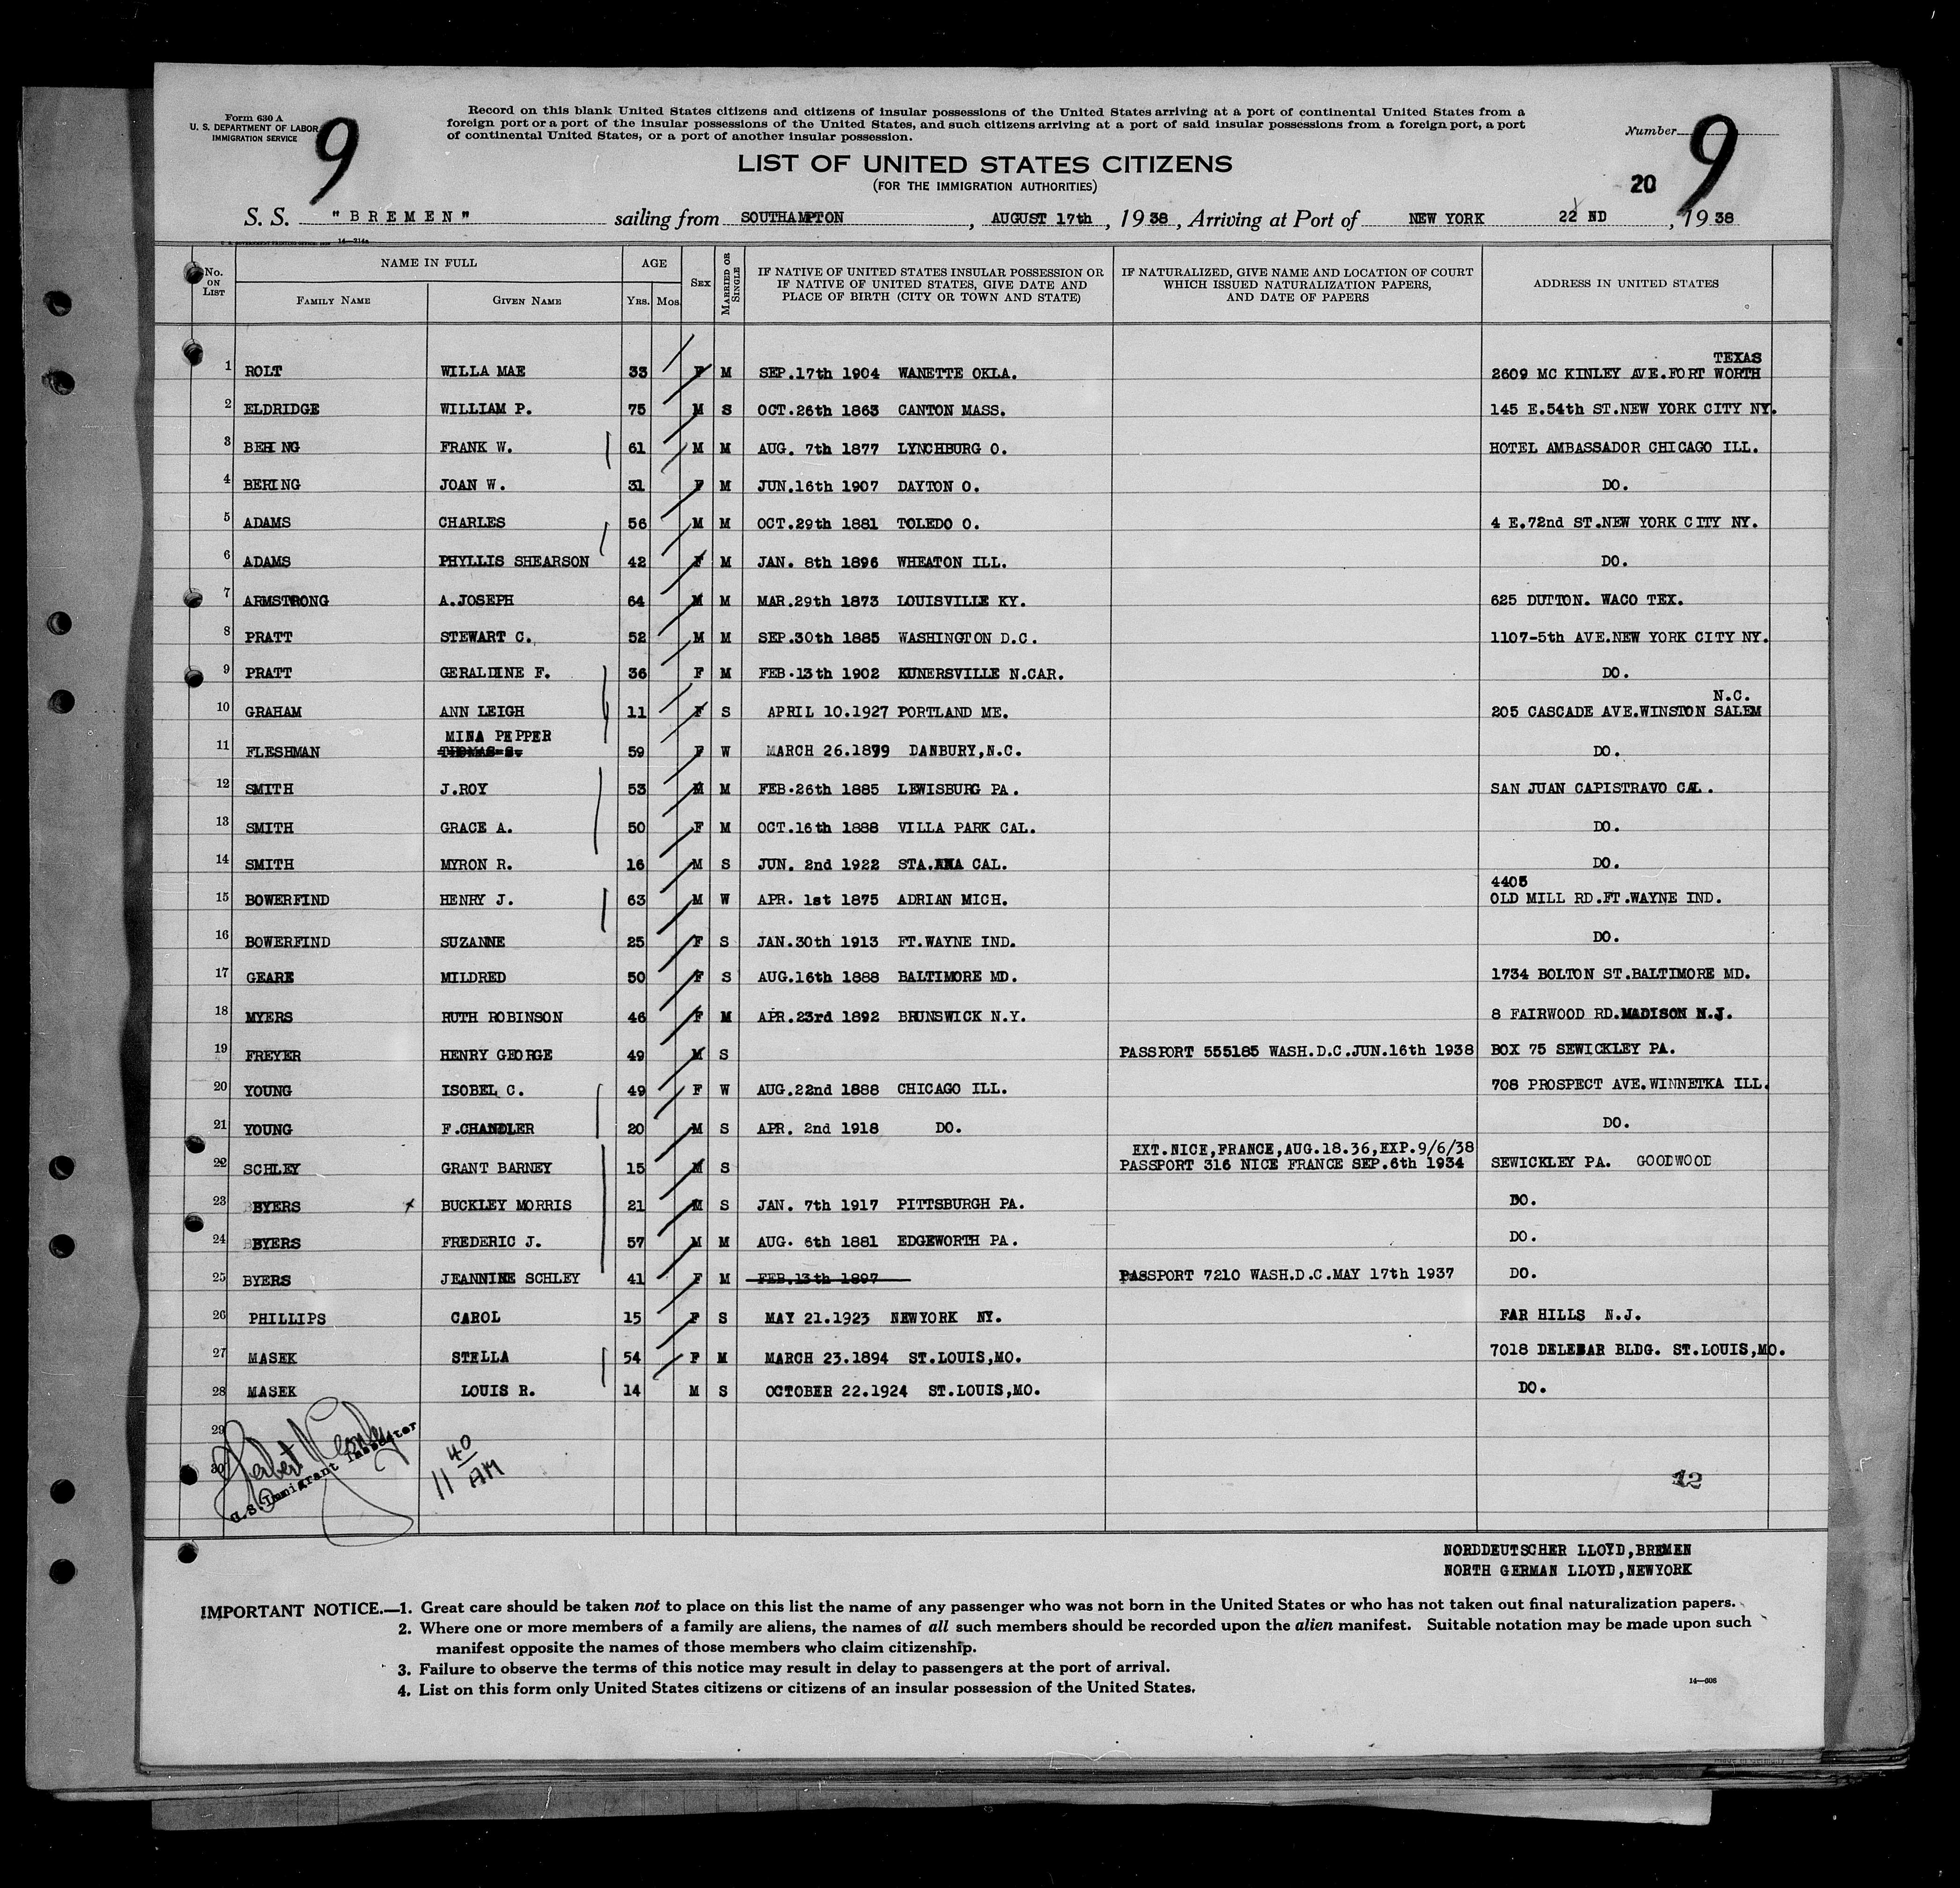 Form 630 A
U. S. DEPARTMENT OF LABOR
IMMIGRATION SERVICE
9
Record on this blank United States citizens and citizens of insular possessions of the United States arriving at a port of continental United States from a
foreign port or a port of the insular possessions of the United States, and such citizens arriving at a port of said insular possessions from a foreign port, a port
of continental United States, or a port of another insular possession.
Number 9
LIST OF UNITED STATES CITIZENS
(FOR THE IMMIGRATION AUTHORITIES)
20
S. S. "BREMEN" sailing from SOUTHAMPTON, AUGUST 17th, 1938, Arriving at Port of NEW YORK 22 ND, 1938
14—214a
No. ON LIST NAME IN FULL FAMILY NAME GIVEN NAME AGE YRS. MOS. SEX MARRIED OR SINGLE IF NATIVE OF UNITED STATES INSULAR POSSESSION OR IF NATIVE OF UNITED STATES, GIVE DATE AND PLACE OF BIRTH (CITY OR TOWN AND STATE) IF NATURALIZED, GIVE NAME AND LOCATION OF COURT WHICH ISSUED NATURALIZATION PAPERS, AND DATE OF PAPERS ADDRESS IN UNITED STATES
TEXAS
1 ROLT WILLA MAE 33 F M SEP.17th 1904 WANETTE OKLA. 2609 MC KINLEY AVE.FORT WORTH
2 ELDRIDGE WILLIAM P. 75 M S OCT.26th 1863 CANTON MASS. 145 E.54th ST.NEW YORK CITY NY.
3 BEHING FRANK W. 61 M M AUG. 7th 1877 LYNCHBURG O. HOTEL AMBASSADOR CHICAGO ILL.
4 BERING JOAN W. 31 F M JUN.16th 1907 DAYTON O. DO.
5 ADAMS CHARLES 56 M M OCT.29th 1881 TOLEDO O. 4 E.72nd ST.NEW YORK CITY NY.
6 ADAMS PHYLLIS SHEARSON 42 F M JAN. 8th 1896 WHEATON ILL. DO.
7 ARMSTRONG A.JOSEPH 64 M M MAR.29th 1873 LOUISVILLE KY. 625 DUTTON. WACO TEX.
8 PRATT STEWART C. 52 M M SEP.30th 1885 WASHINGTON D.C. 1107-5th AVE.NEW YORK CITY NY.
9 PRATT GERALDINE F. 36 F M FEB.13th 1902 KUNERSVILLE N.CAR. DO.
N.C.
10 GRAHAM ANN LEIGH 11 F S APRIL 10.1927 PORTLAND ME. 205 CASCADE AVE.WINSTON SALEM
MINA PEPPER
11 FLESHMAN THOMAS S. 59 F W MARCH 26.1899 DANBURY,N.C. DO.
12 SMITH J.ROY 53 M M FEB.26th 1885 LEWISBURG PA. SAN JUAN CAPISTRAVO CAL.
13 SMITH GRACE A. 50 F M OCT.16th 1888 VILLA PARK CAL. DO.
14 SMITH MYRON R. 16 M S JUN. 2nd 1922 STA.ANA CAL. DO.
4405
15 BOWERFIND HENRY J. 63 M W APR. 1st 1875 ADRIAN MICH. OLD MILL RD.FT.WAYNE IND.
16 BOWERFIND SUZANNE 25 F S JAN.30th 1913 FT.WAYNE IND. DO.
17 GEARE MILDRED 50 F S AUG.16th 1888 BALTIMORE MD. 1734 BOLTON ST.BALTIMORE MD.
18 MYERS RUTH ROBINSON 46 F M APR.23rd 1892 BRUNSWICK N.Y. 8 FAIRWOOD RD.MADISON N.J.
19 FREYER HENRY GEORGE 49 M S PASSPORT 555185 WASH.D.C.JUN.16th 1938 BOX 75 SEWICKLEY PA.
20 YOUNG ISOBEL C. 49 F W AUG.22nd 1888 CHICAGO ILL. 708 PROSPECT AVE.WINNETKA ILL.
21 YOUNG F.CHANDLER 20 M S APR. 2nd 1918 DO. DO.
EXT.NICE,FRANCE,AUG.18.36,EXP.9/6/38
22 SCHLEY GRANT BARNEY 15 M S PASSPORT 316 NICE FRANCE SEP.6th 1934 SEWICKLEY PA. GOODWOOD
23 BYERS BUCKLEY MORRIS 21 M S JAN. 7th 1917 PITTSBURGH PA. DO.
24 BYERS FREDERIC J. 57 M M AUG. 6th 1881 EDGEWORTH PA. DO.
25 BYERS JEANNINE SCHLEY 41 F M FEB.13th 1897 PASSPORT 7210 WASH.D.C.MAY 17th 1937 DO.
26 PHILLIPS CAROL 15 F S MAY 21.1923 NEWYORK NY. FAR HILLS N.J.
27 MASEK STELLA 54 F M MARCH 23.1894 ST.LOUIS,MO. 7018 DELEBAR BLDG. ST.LOUIS,MO.
28 MASEK LOUIS R. 14 M S OCTOBER 22.1924 ST.LOUIS,MO. DO.
29
30
U.S. Immigrant Inspector
11 40 AM
12
NORDDEUTSCHER LLOYD,BREMEN
NORTH GERMAN LLOYD,NEWYORK
IMPORTANT NOTICE.—1. Great care should be taken not to place on this list the name of any passenger who was not born in the United States or who has not taken out final naturalization papers.
2. Where one or more members of a family are aliens, the names of all such members should be recorded upon the alien manifest. Suitable notation may be made upon such
manifest opposite the names of those members who claim citizenship.
3. Failure to observe the terms of this notice may result in delay to passengers at the port of arrival.
4. List on this form only United States citizens or citizens of an insular possession of the United States.
14—608